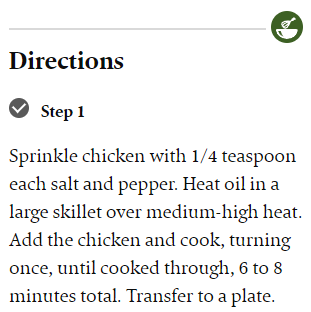 Directions
Step 1
Sprinkle chicken with 1/4 teaspoon
each salt and pepper. Heat oil in a
large skillet over medium-high heat.
Add the chicken and cook, turning
once, until cooked through, 6 to 8
minutes total. Transfer to a plate.